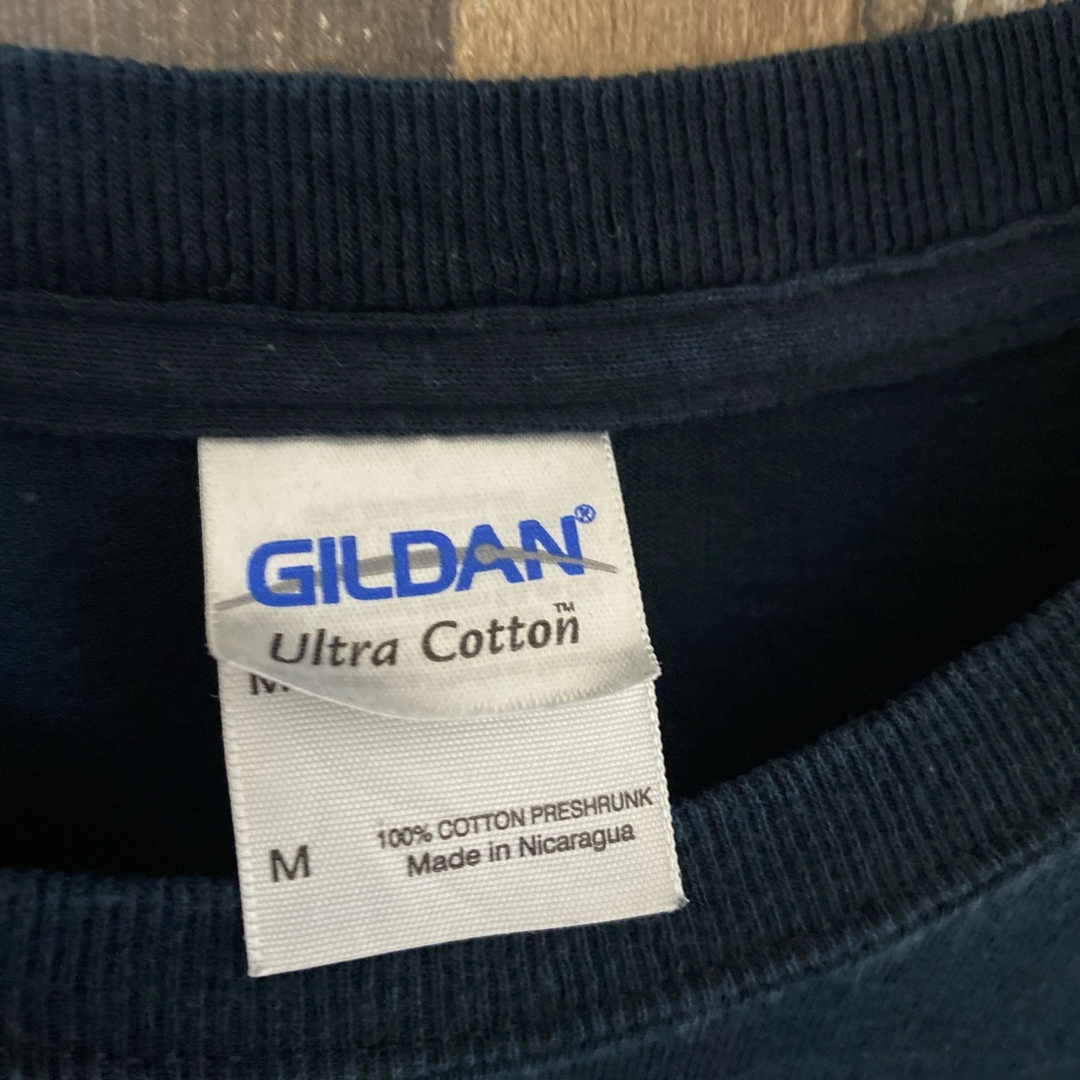 GILDAN®
Ultra Cotton™
M
100% COTTON PRESHRUNK
Made in Nicaragua
M